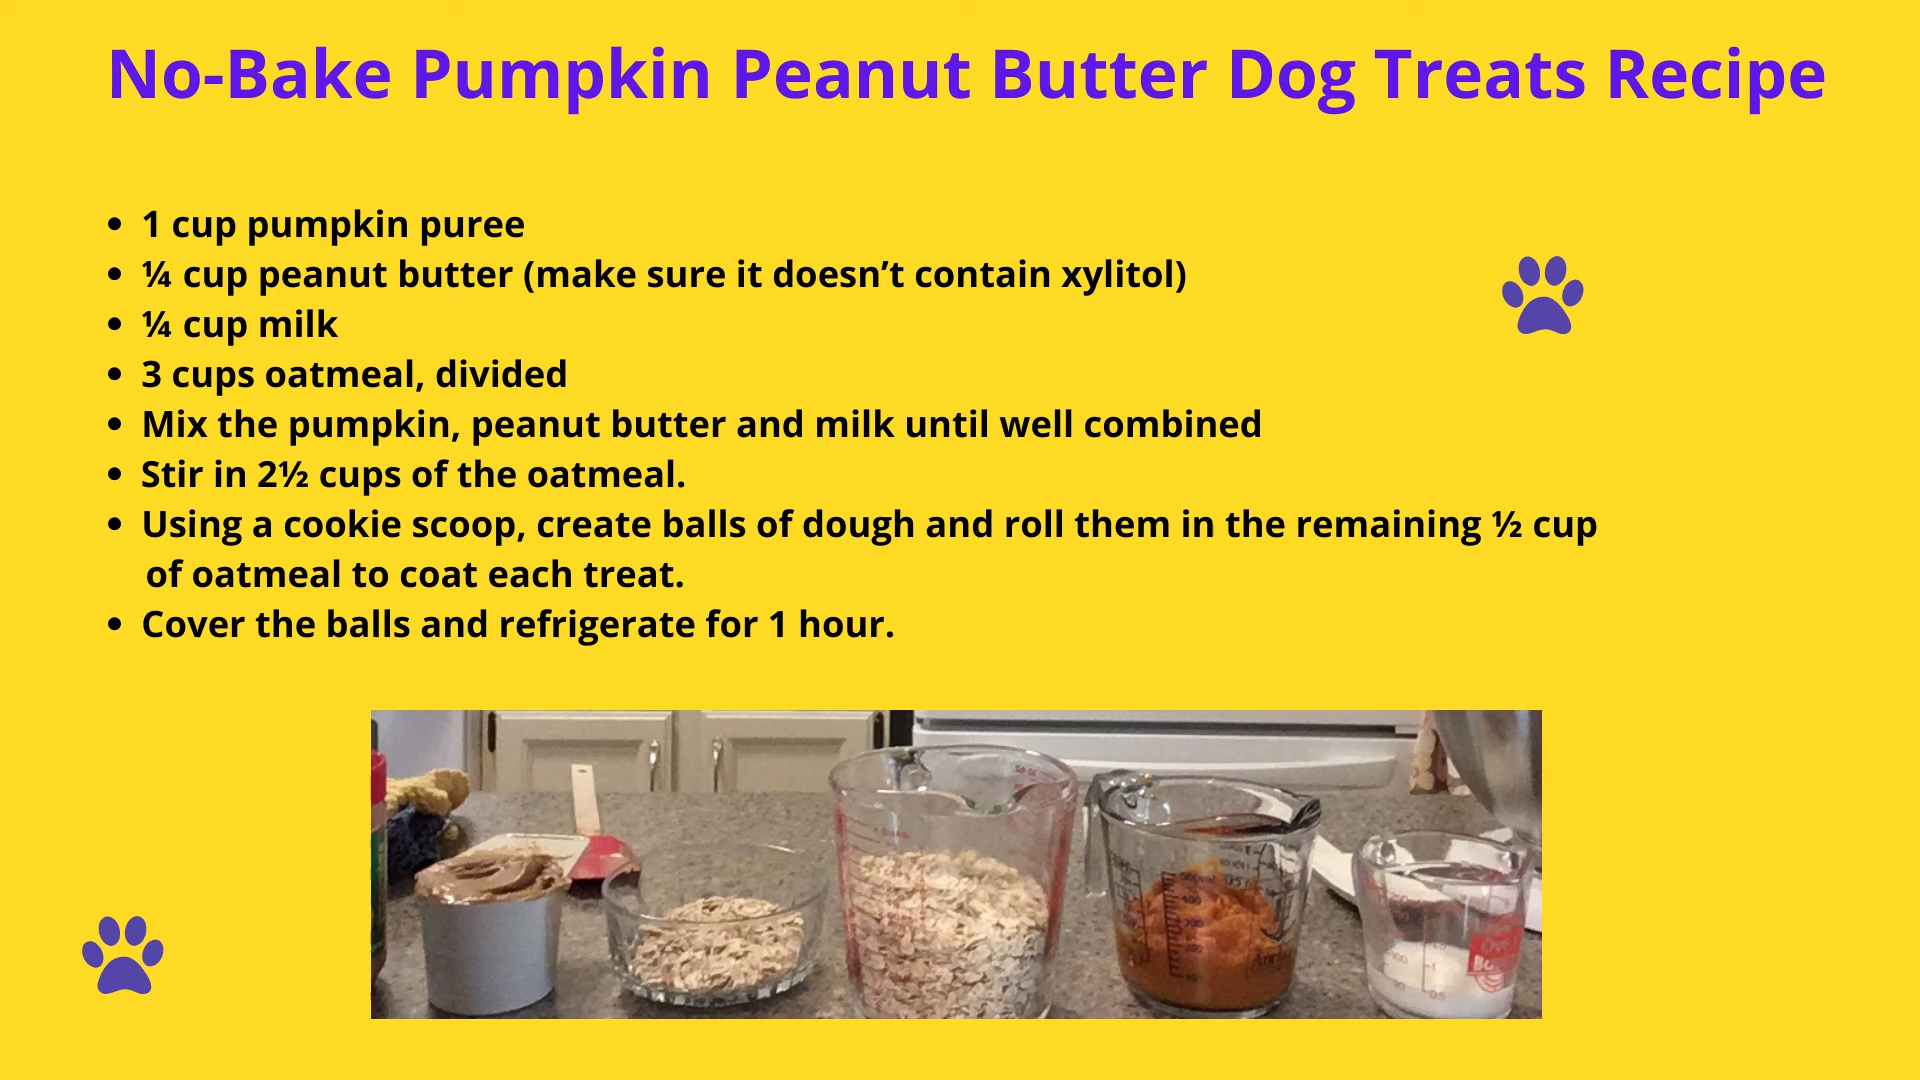 No-Bake Pumpkin Peanut Butter Dog Treats Recipe
• 1 cup pumpkin puree
• ¼ cup peanut butter (make sure it doesn’t contain xylitol)
• ¼ cup milk
• 3 cups oatmeal, divided
• Mix the pumpkin, peanut butter and milk until well combined
• Stir in 2½ cups of the oatmeal.
• Using a cookie scoop, create balls of dough and roll them in the remaining ½ cup
of oatmeal to coat each treat.
• Cover the balls and refrigerate for 1 hour.